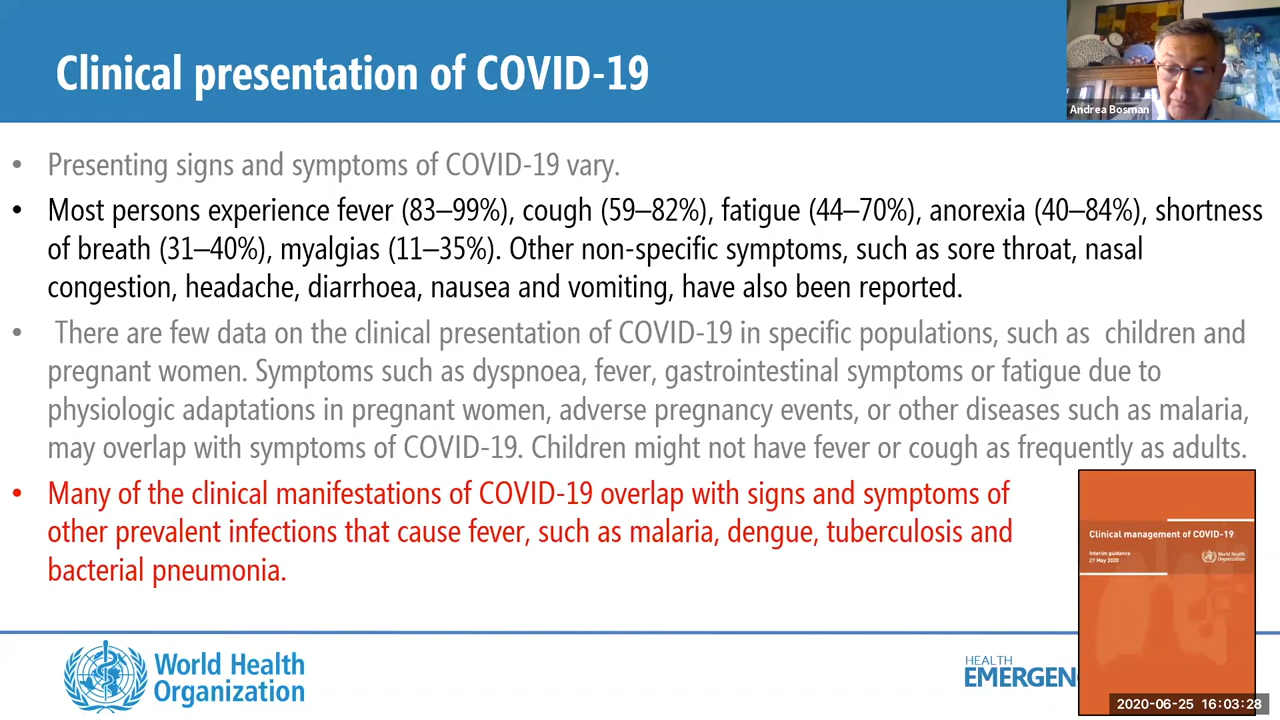 Clinical presentation of COVID-19
Andrea Bosman
• Presenting signs and symptoms of COVID-19 vary.
• Most persons experience fever (83–99%), cough (59–82%), fatigue (44–70%), anorexia (40–84%), shortness
of breath (31–40%), myalgias (11–35%). Other non-specific symptoms, such as sore throat, nasal
congestion, headache, diarrhoea, nausea and vomiting, have also been reported.
• There are few data on the clinical presentation of COVID-19 in specific populations, such as children and
pregnant women. Symptoms such as dyspnoea, fever, gastrointestinal symptoms or fatigue due to
physiologic adaptations in pregnant women, adverse pregnancy events, or other diseases such as malaria,
may overlap with symptoms of COVID-19. Children might not have fever or cough as frequently as adults.
• Many of the clinical manifestations of COVID-19 overlap with signs and symptoms of
other prevalent infections that cause fever, such as malaria, dengue, tuberculosis and
bacterial pneumonia.
Clinical management of COVID-19
Interim guidance
27 May 2020
World Health
Organization
World Health
Organization
HEALTH
EMERGENC
2020-06-25 16:03:28